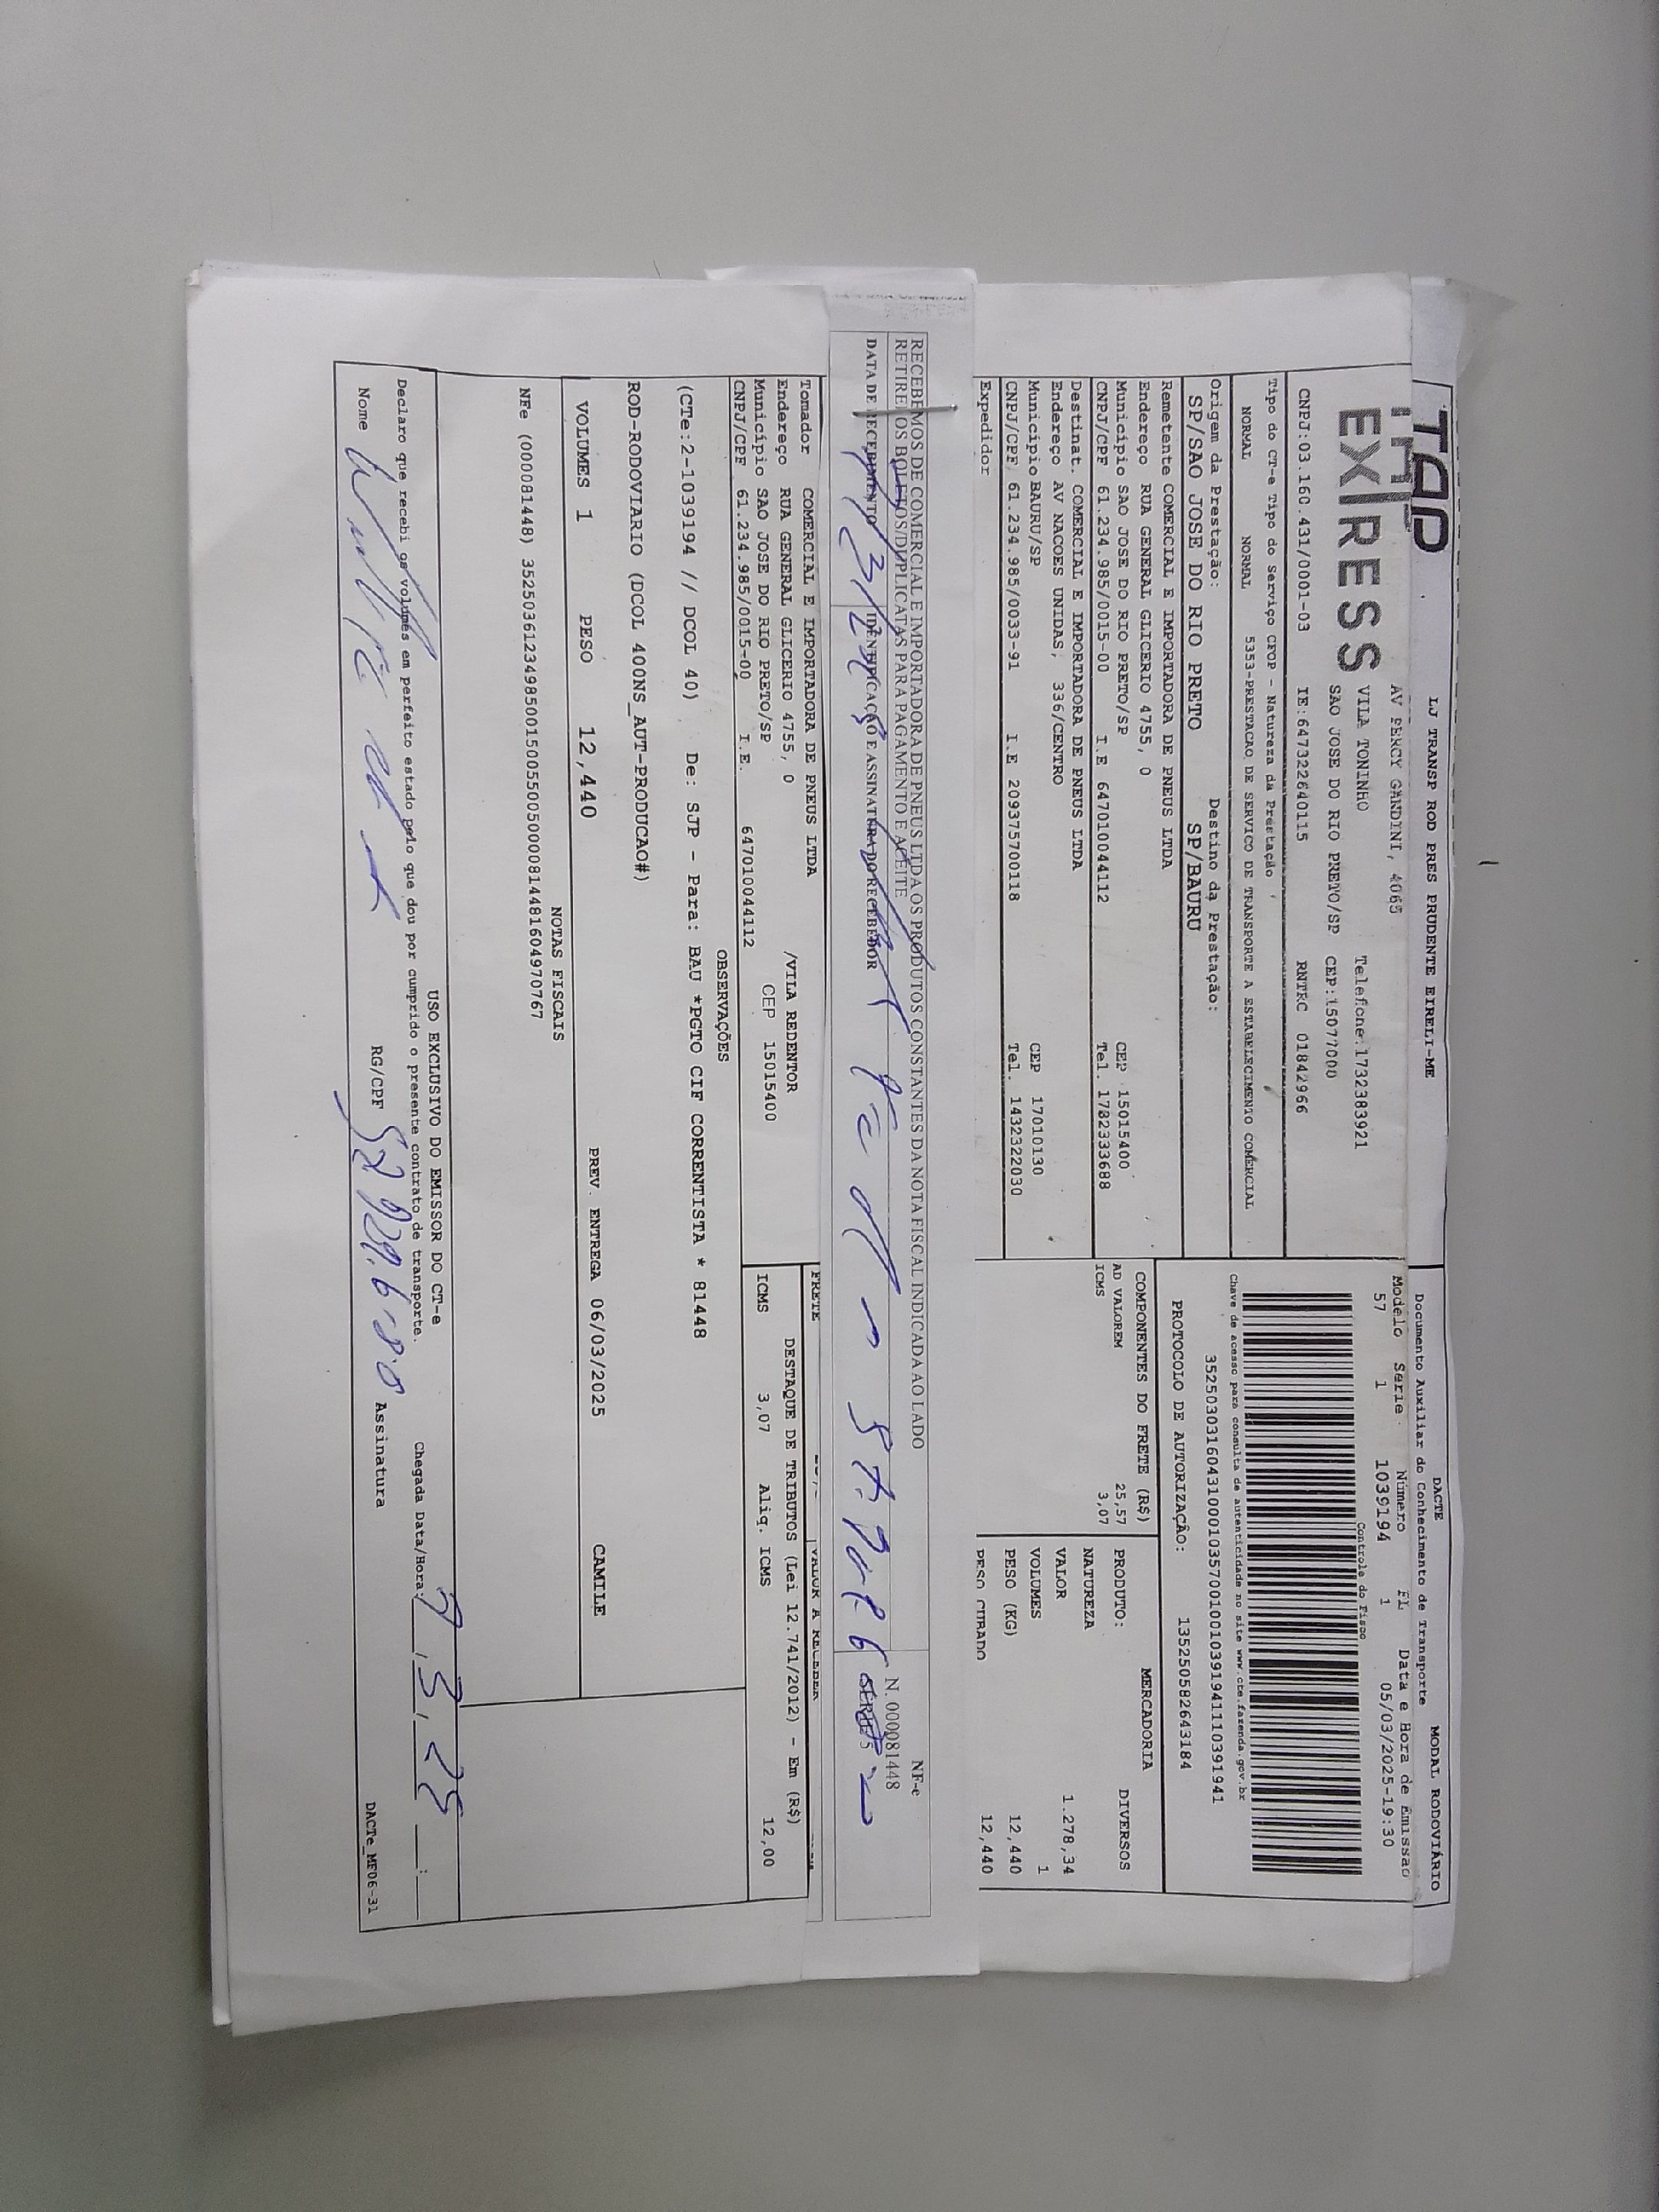 LJ TRANSP ROD PRES PRUDENTE EIRELI-ME
TAP
EXPRESS
AV PERCY GANDINI, 4065
VILA TONINHO
Telefone:1732383921
SAO JOSE DO RIO PRETO/SP CEP:15077000
CNPJ:03.160.431/0001-03 IE:647322640115 RNTRC 01842966
DACTE
MODAL RODOVIÁRIO
Documento Auxiliar do Conhecimento de Transporte
Modelo Serie Número FL Data e Hora de Emissão
57 1 1039194 1 05/03/2025-19:30
Controle do Fisco
Tipo do CT-e Tipo do Serviço CFOP - Natureza da Prestação
NORMAL NORMAL 5353-PRESTACAO DE SERVICO DE TRANSPORTE A ESTABELECIMENTO COMERCIAL
Chave de acesso para consulta de autenticidade no site www.cte.fazenda.gov.br
Origem da Prestação: Destino da Prestação:
SP/SAO JOSE DO RIO PRETO SP/BAURU
PROTOCOLO DE AUTORIZAÇÃO: 135250582643184
Remetente COMERCIAL E IMPORTADORA DE PNEUS LTDA
Endereço RUA GENERAL GLICERIO 4755, 0
Município SAO JOSE DO RIO PRETO/SP CEP 15015400
CNPJ/CPF 61.234.985/0015-00 I.E 647010044112 Tel. 1732333688
Destinat. COMERCIAL E IMPORTADORA DE PNEUS LTDA
Endereço AV NACOES UNIDAS, 336/CENTRO
Município BAURU/SP CEP 17010130
CNPJ/CPF 61.234.985/0033-91 I.E 209375700118 Tel. 1432322030
Expedidor
COMPONENTES DO FRETE (R$)
AD VALOREM 25,57
ICMS 3,07
MERCADORIA
PRODUTO: DIVERSOS
NATUREZA
VALOR 1.278,34
VOLUMES 1
PESO (KG) 12,440
PESO CUBADO 12,440
RECEBEMOS DE COMERCIAL E IMPORTADORA DE PNEUS LTDA OS PRODUTOS CONSTANTES DA NOTA FISCAL INDICADA AO LADO
RETIREI OS BOLETOS/DUPLICATAS PARA PAGAMENTO E ACEITE
DATA DE RECEBIMENTO IDENTIFICAÇÃO E ASSINATURA DO RECEBEDOR
NF-e
N. 000081448
SERIE 5
FRETE VALOR A RECEBER
Tomador COMERCIAL E IMPORTADORA DE PNEUS LTDA
Endereço RUA GENERAL GLICERIO 4755, 0 /VILA REDENTOR
Município SAO JOSE DO RIO PRETO/SP CEP 15015400
CNPJ/CPF 61.234.985/0015-00 I.E. 647010044112
DESTAQUE DE TRIBUTOS (Lei 12.741/2012) - Em (R$)
ICMS 3,07 Aliq. ICMS 12,00
OBSERVAÇÕES
(CTe:2-1039194 // DCOL 40) De: SJP - Para: BAU *PGTO CIF CORRENTISTA * 81448
ROD-RODOVIARIO (DCOL 400NS_AUT-PRODUCAO#)
VOLUMES 1 PESO 12,440 PREV. ENTREGA 06/03/2025 CAMILE
NOTAS FISCAIS
NFe (000081448) 35250361234985001500550050000814481604970767
USO EXCLUSIVO DO EMISSOR DO CT-e
Declaro que recebi os volumes em perfeito estado pelo que dou por cumprido o presente contrato de transporte. Chegada Data/Hora: 7 3 25
Nome RG/CPF Assinatura
DACTe_MF06-31